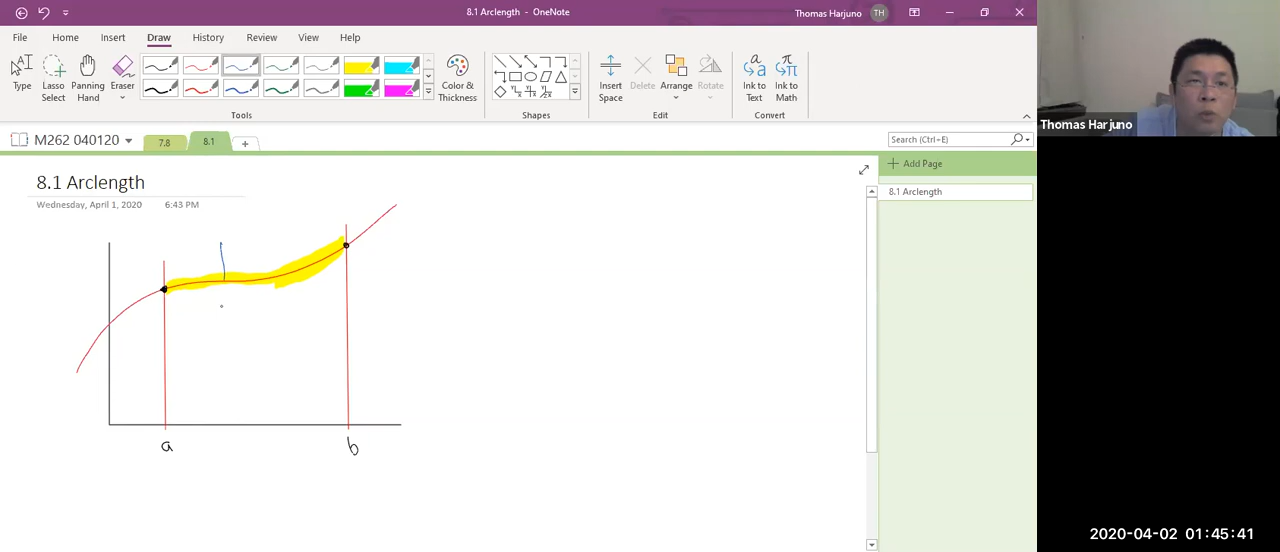 8.1 Arclength - OneNote
Thomas Harjuno TH
File Home Insert Draw History Review View Help
Type Lasso Select Panning Hand Eraser
Color & Thickness
Insert Space Delete Arrange Rotate
Ink to Text Ink to Math
Tools Shapes Edit Convert
Thomas Harjuno
M262 040120 7.8 8.1
Search (Ctrl+E)
Add Page
8.1 Arclength
8.1 Arclength
Wednesday, April 1, 2020 6:43 PM
a b
2020-04-02 01:45:41